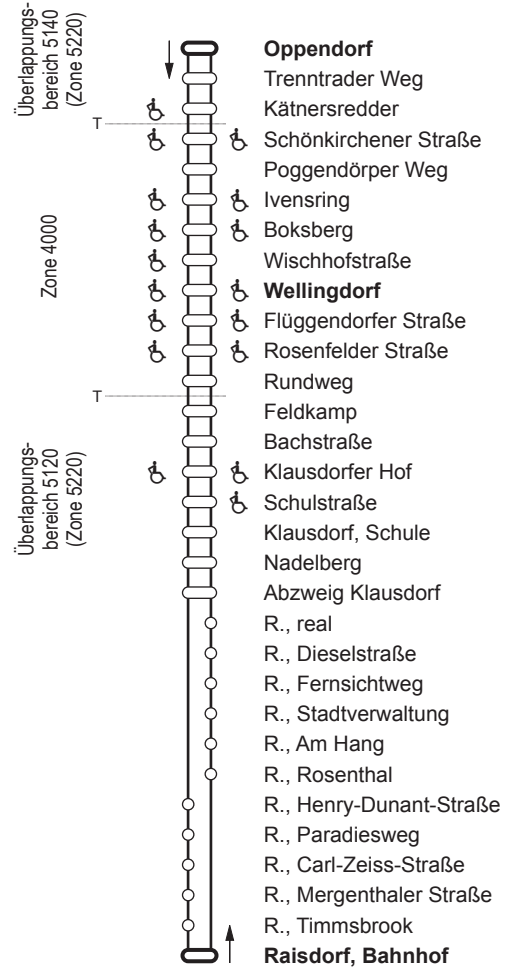 Überlappungs-
bereich 5140
(Zone 5220)
Oppendorf
Trenntrader Weg
Kätnersredder
T
Schönkirchener Straße
Poggendörper Weg
Ivensring
Boksberg
Zone 4000
Wischhofstraße
Wellingdorf
Flüggendorfer Straße
Rosenfelder Straße
Rundweg
T
Feldkamp
Bachstraße
Überlappungs-
bereich 5120
(Zone 5220)
Klausdorfer Hof
Schulstraße
Klausdorf, Schule
Nadelberg
Abzweig Klausdorf
R., real
R., Dieselstraße
R., Fernsichtweg
R., Stadtverwaltung
R., Am Hang
R., Rosenthal
R., Henry-Dunant-Straße
R., Paradiesweg
R., Carl-Zeiss-Straße
R., Mergenthaler Straße
R., Timmsbrook
Raisdorf, Bahnhof